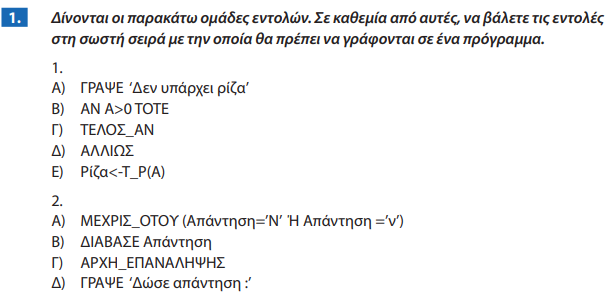 1. Δίνονται οι παρακάτω ομάδες εντολών. Σε καθεμία από αυτές, να βάλετε τις εντολές
στη σωστή σειρά με την οποία θα πρέπει να γράφονται σε ένα πρόγραμμα.
1.
Α) ΓΡΑΨΕ ‘Δεν υπάρχει ρίζα’
Β) ΑΝ Α>0 ΤΟΤΕ
Γ) ΤΕΛΟΣ_ΑΝ
Δ) ΑΛΛΙΩΣ
Ε) Ρίζα<-Τ_Ρ(Α)
2.
Α) ΜΕΧΡΙΣ_ΟΤΟΥ (Απάντηση=’Ν’ Ή Απάντηση =’ν’)
Β) ΔΙΑΒΑΣΕ Απάντηση
Γ) ΑΡΧΗ_ΕΠΑΝΑΛΗΨΗΣ
Δ) ΓΡΑΨΕ ‘Δώσε απάντηση :’